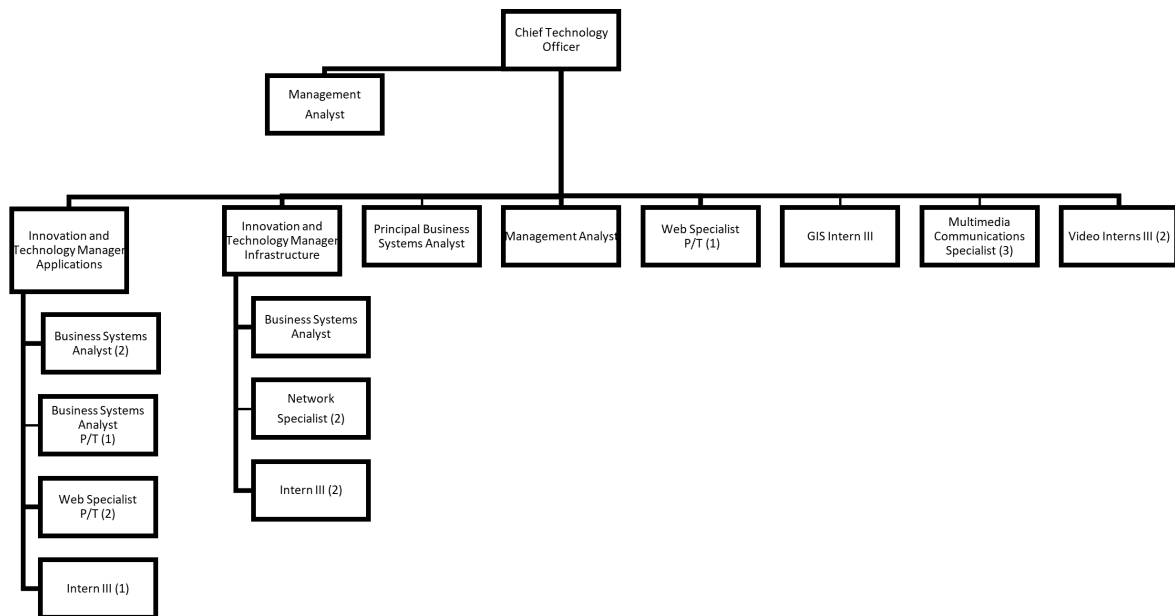 Chief Technology
Officer
Management
Analyst
Innovation and
Technology Manager
Applications
Innovation and
Technology Manager
Infrastructure
Principal Business
Systems Analyst
Management Analyst
Web Specialist
P/T (1)
GIS Intern III
Multimedia
Communications
Specialist (3)
Video Interns III (2)
Business Systems
Analyst (2)
Business Systems
Analyst
P/T (1)
Web Specialist
P/T (2)
Intern III (1)
Business Systems
Analyst
Network
Specialist (2)
Intern III (2)